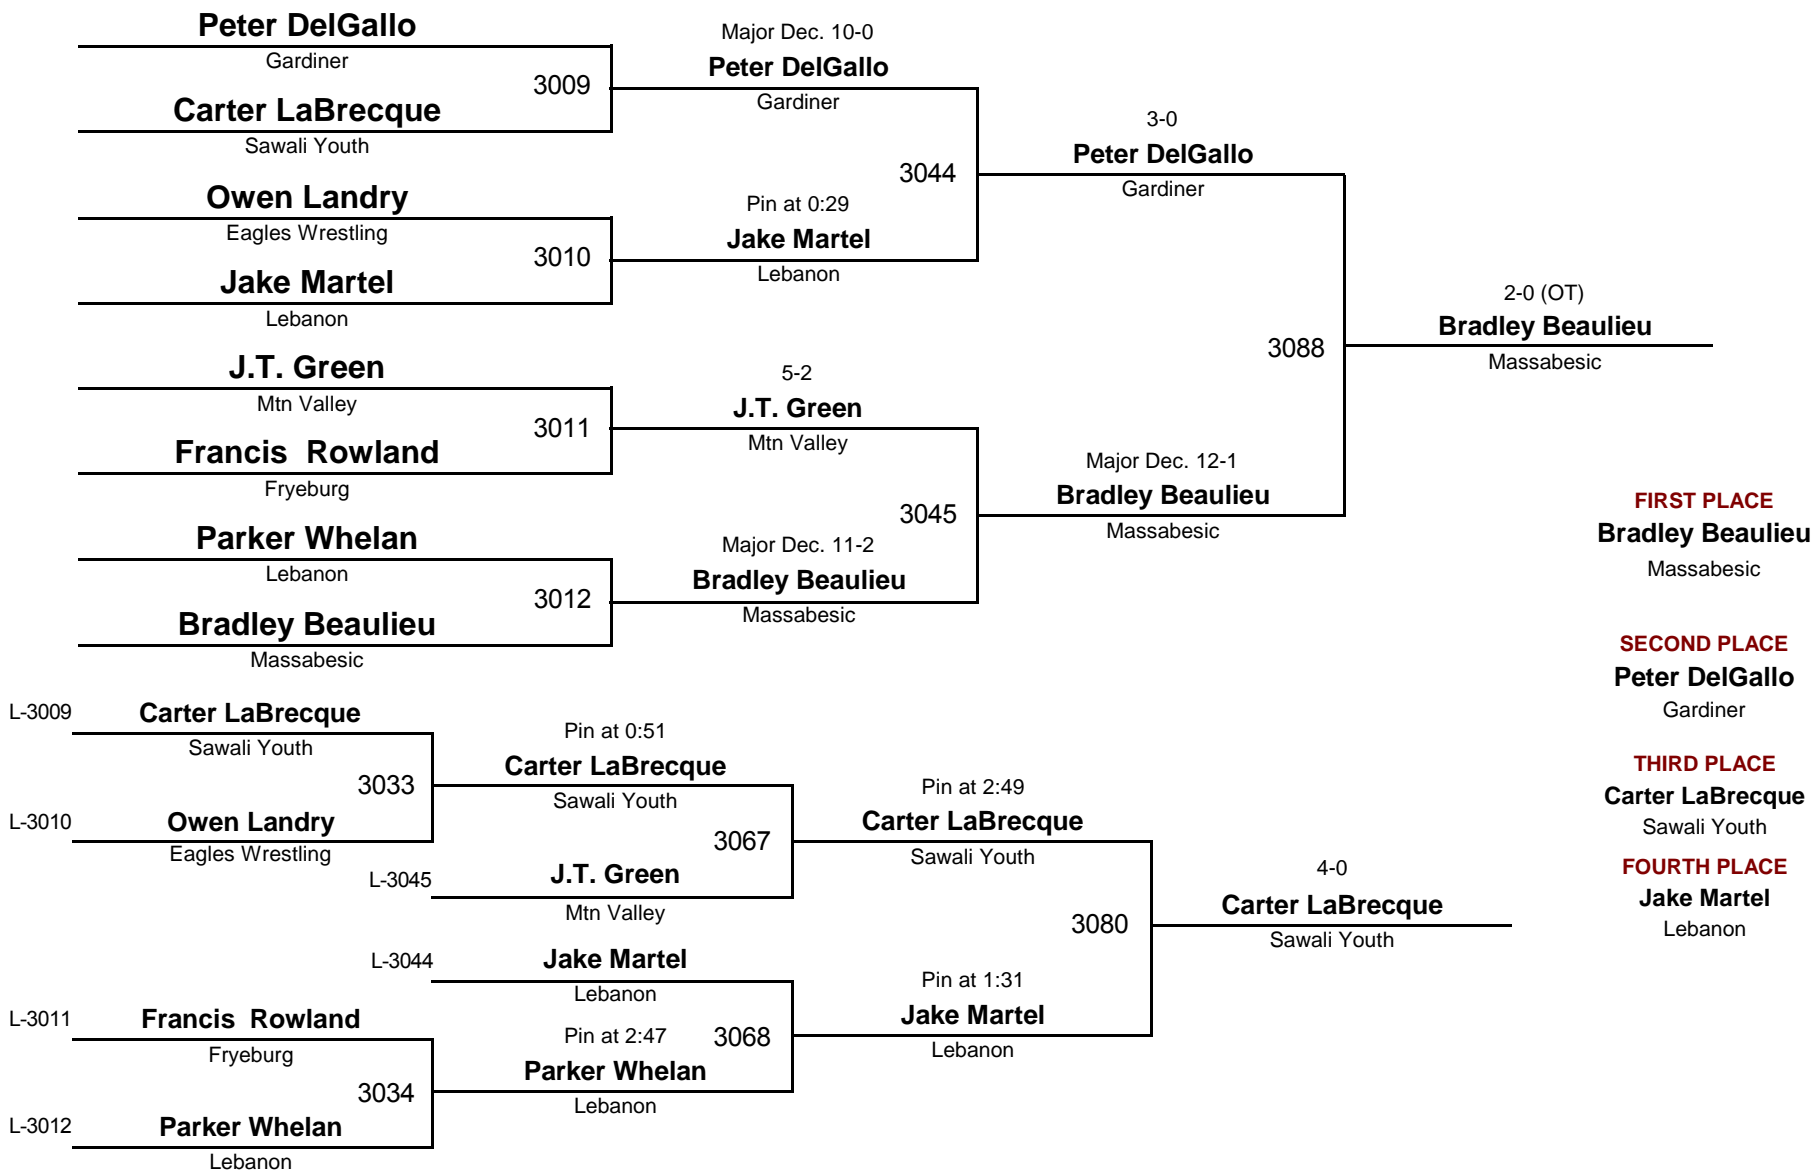 Peter DelGallo
Gardiner
3009
Carter LaBrecque
Sawali Youth
Owen Landry
Eagles Wrestling
3010
Jake Martel
Lebanon
J.T. Green
Mtn Valley
3011
Francis  Rowland
Fryeburg
Parker Whelan
Lebanon
3012
Bradley Beaulieu
Massabesic
Major Dec. 10-0
Peter DelGallo
Gardiner
3044
Pin at 0:29
Jake Martel
Lebanon
5-2
J.T. Green
Mtn Valley
3045
Major Dec. 11-2
Bradley Beaulieu
Massabesic
3-0
Peter DelGallo
Gardiner
3088
Major Dec. 12-1
Bradley Beaulieu
Massabesic
2-0 (OT)
Bradley Beaulieu
Massabesic
FIRST PLACE
Bradley Beaulieu
Massabesic
SECOND PLACE
Peter DelGallo
Gardiner
THIRD PLACE
Carter LaBrecque
Sawali Youth
FOURTH PLACE
Jake Martel
Lebanon
L-3009
Carter LaBrecque
Sawali Youth
3033
L-3010
Owen Landry
Eagles Wrestling
Pin at 0:51
Carter LaBrecque
Sawali Youth
3067
L-3045
J.T. Green
Mtn Valley
L-3044
Jake Martel
Lebanon
3068
L-3011
Francis  Rowland
Fryeburg
3034
L-3012
Parker Whelan
Lebanon
Pin at 2:47
Parker Whelan
Lebanon
Pin at 2:49
Carter LaBrecque
Sawali Youth
3080
Pin at 1:31
Jake Martel
Lebanon
4-0
Carter LaBrecque
Sawali Youth